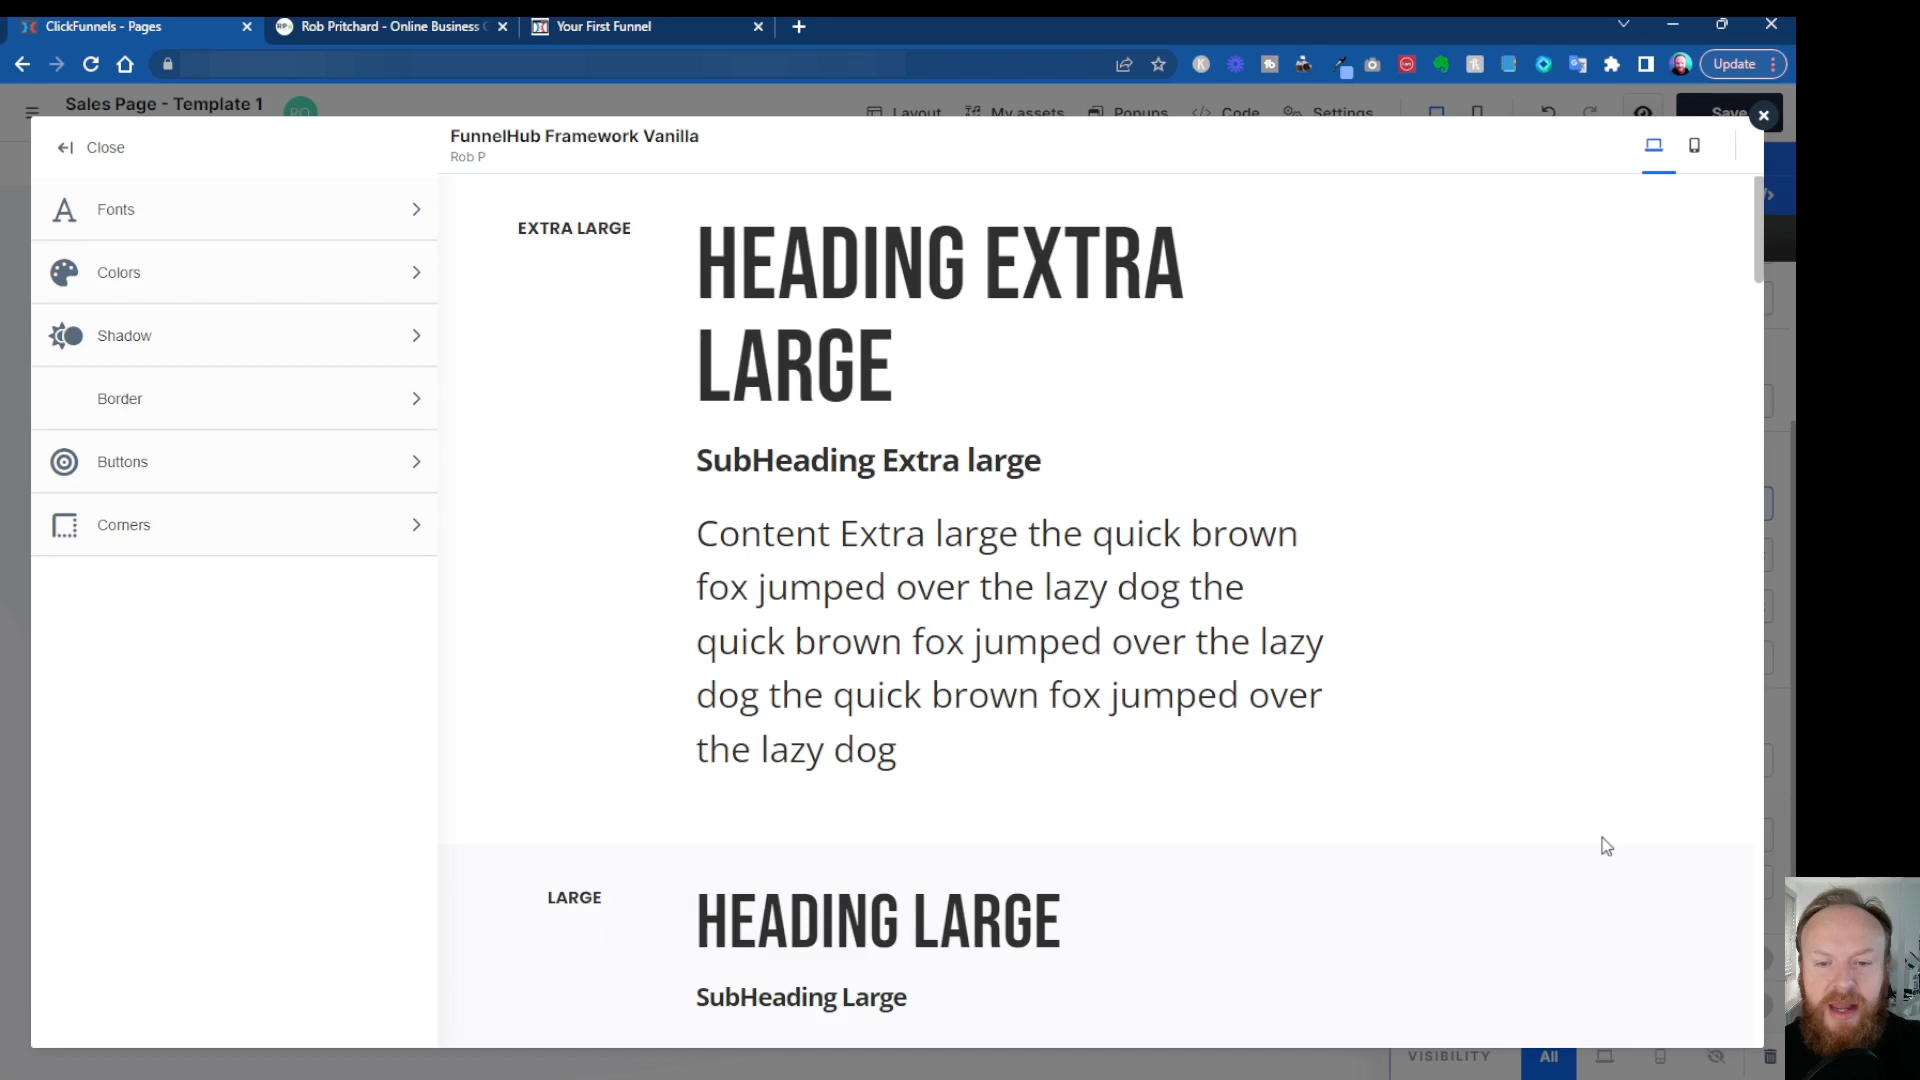 ClickFunnels - Pages
Rob Pritchard - Online Business
Your First Funnel
Update
Sales Page - Template 1
Layout
My assets
Popups
Code
Settings
Save
Close
FunnelHub Framework Vanilla
Rob P
Fonts
Colors
Shadow
Border
Buttons
Corners
EXTRA LARGE
HEADING EXTRA
LARGE
SubHeading Extra large
Content Extra large the quick brown
fox jumped over the lazy dog the
quick brown fox jumped over the lazy
dog the quick brown fox jumped over
the lazy dog
LARGE
HEADING LARGE
SubHeading Large
VISIBILITY
All